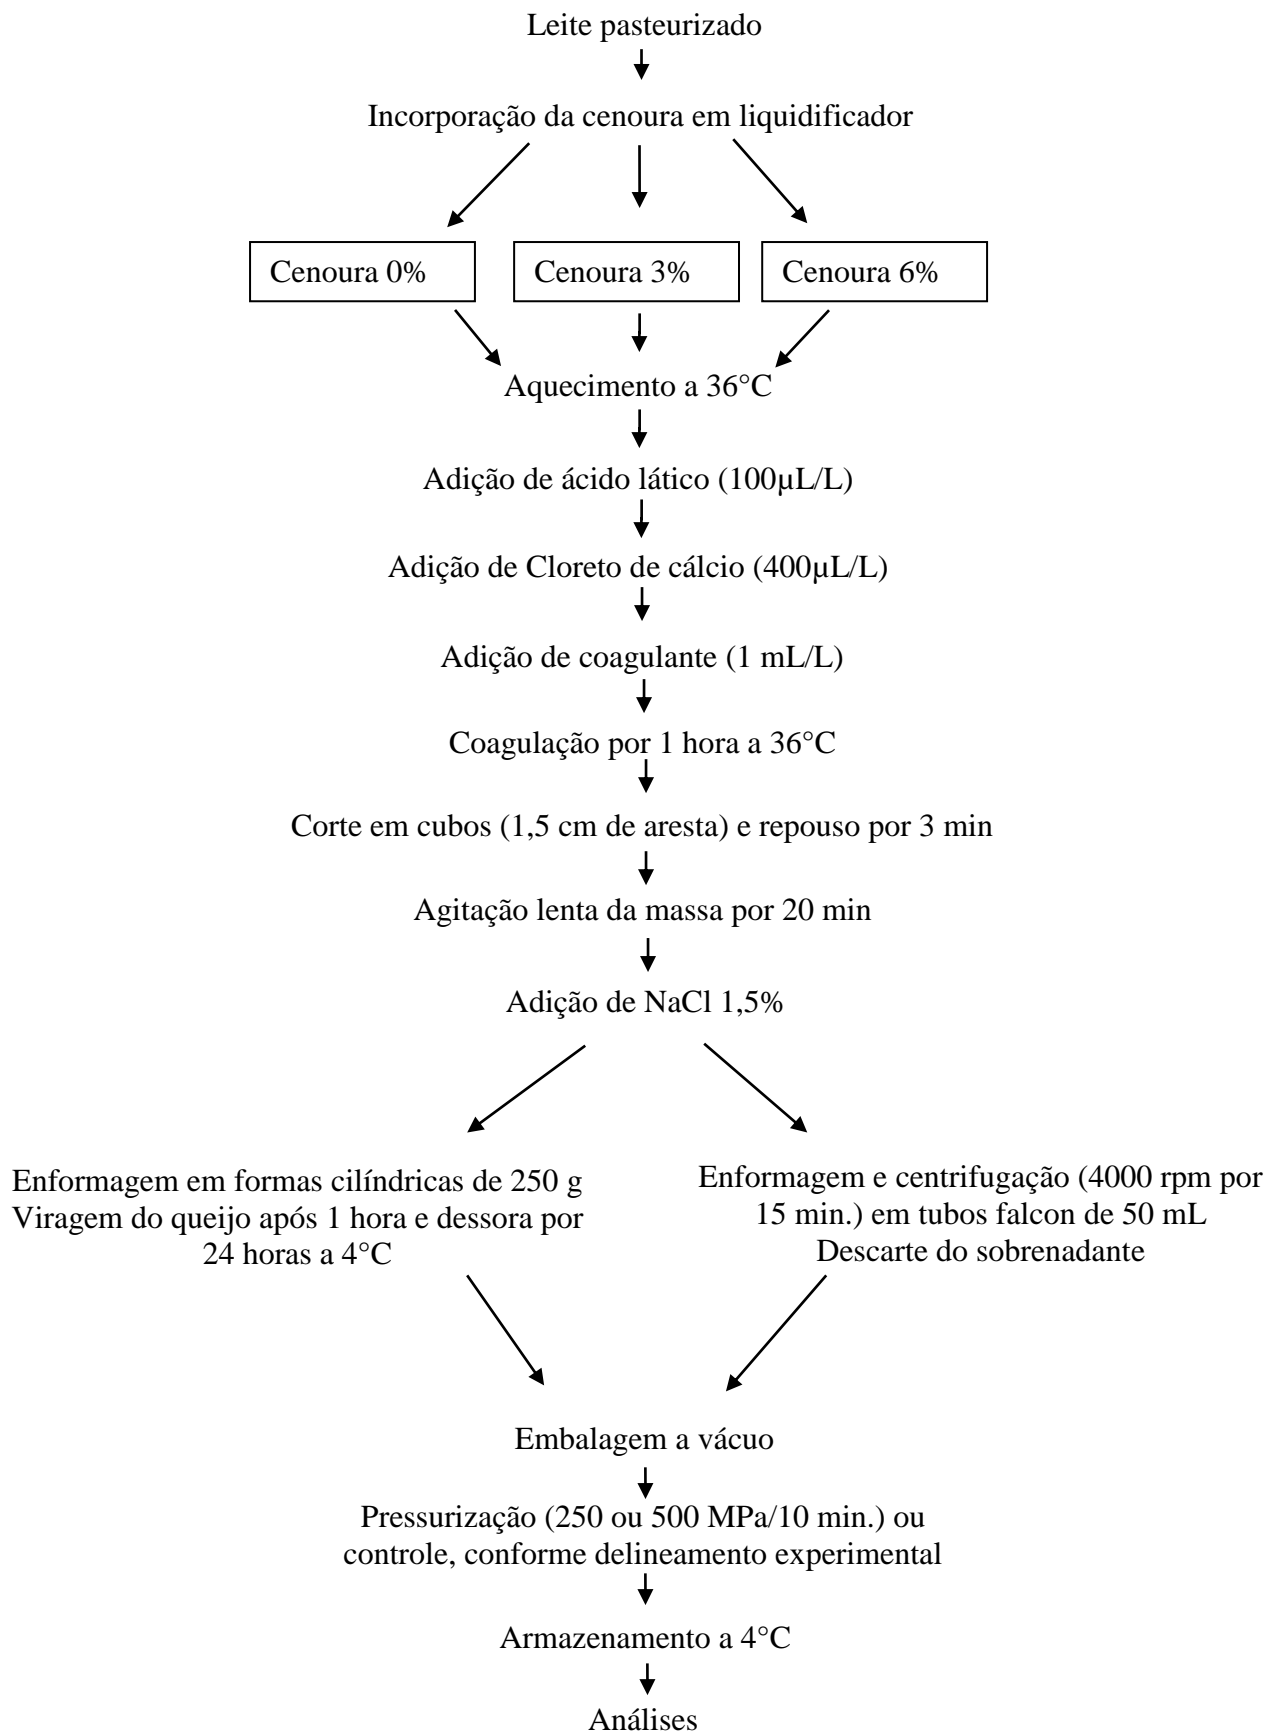 Leite pasteurizado
Incorporação da cenoura em liquidificador
Cenoura 0%
Cenoura 3%
Cenoura 6%
Aquecimento a 36°C
Adição de ácido lático (100µL/L)
Adição de Cloreto de cálcio (400µL/L)
Adição de coagulante (1 mL/L)
Coagulação por 1 hora a 36°C
Corte em cubos (1,5 cm de aresta) e repouso por 3 min
Agitação lenta da massa por 20 min
Adição de NaCl 1,5%
Enformagem em formas cilíndricas de 250 g
Viragem do queijo após 1 hora e dessora por
24 horas a 4°C
Enformagem e centrifugação (4000 rpm por
15 min.) em tubos falcon de 50 mL
Descarte do sobrenadante
Embalagem a vácuo
Pressurização (250 ou 500 MPa/10 min.) ou
controle, conforme delineamento experimental
Armazenamento a 4°C
Análises